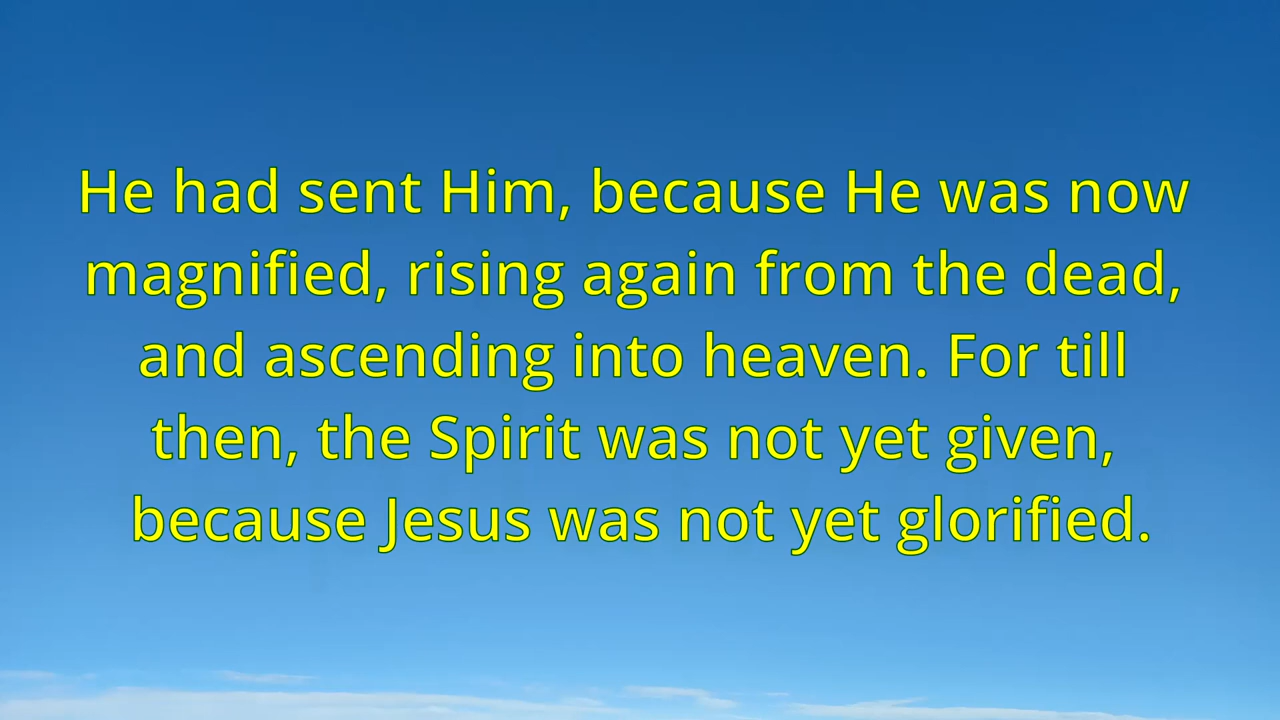 He had sent Him, because He was now
magnified, rising again from the dead,
and ascending into heaven. For till
then, the Spirit was not yet given,
because Jesus was not yet glorified.